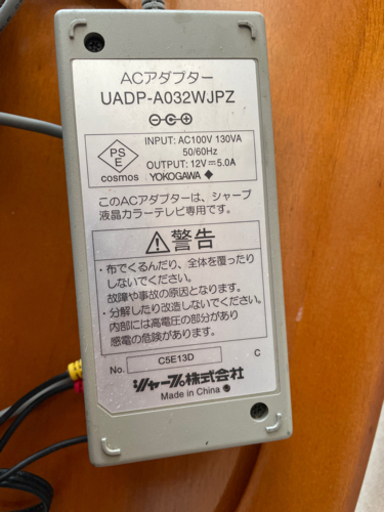 ACアダプター
UADP-A032WJPZ
PS
E
cosmos
INPUT: AC100V 130VA
50/60Hz
OUTPUT: 12V⎓5.0A
YOKOGAWA
このACアダプターは、シャープ
液晶カラーテレビ専用です。
警告
・布でくるんだり、全体を覆ったり
しないでください。
故障や事故の原因となります。
・分解したり改造しないでください。
内部には高電圧の部分があり
感電の危険があります。
No. C5E13D C
シャープ株式会社
Made in China